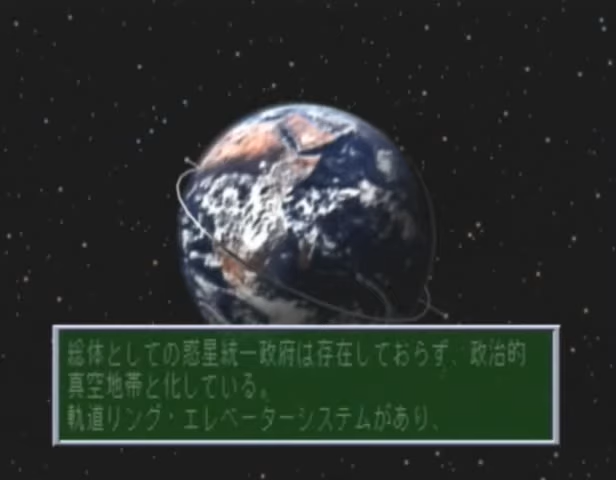 総体としての惑星統一政府は存在しておらず、政治的
真空地帯と化している。
軌道リング・エレベーターシステムがあり、